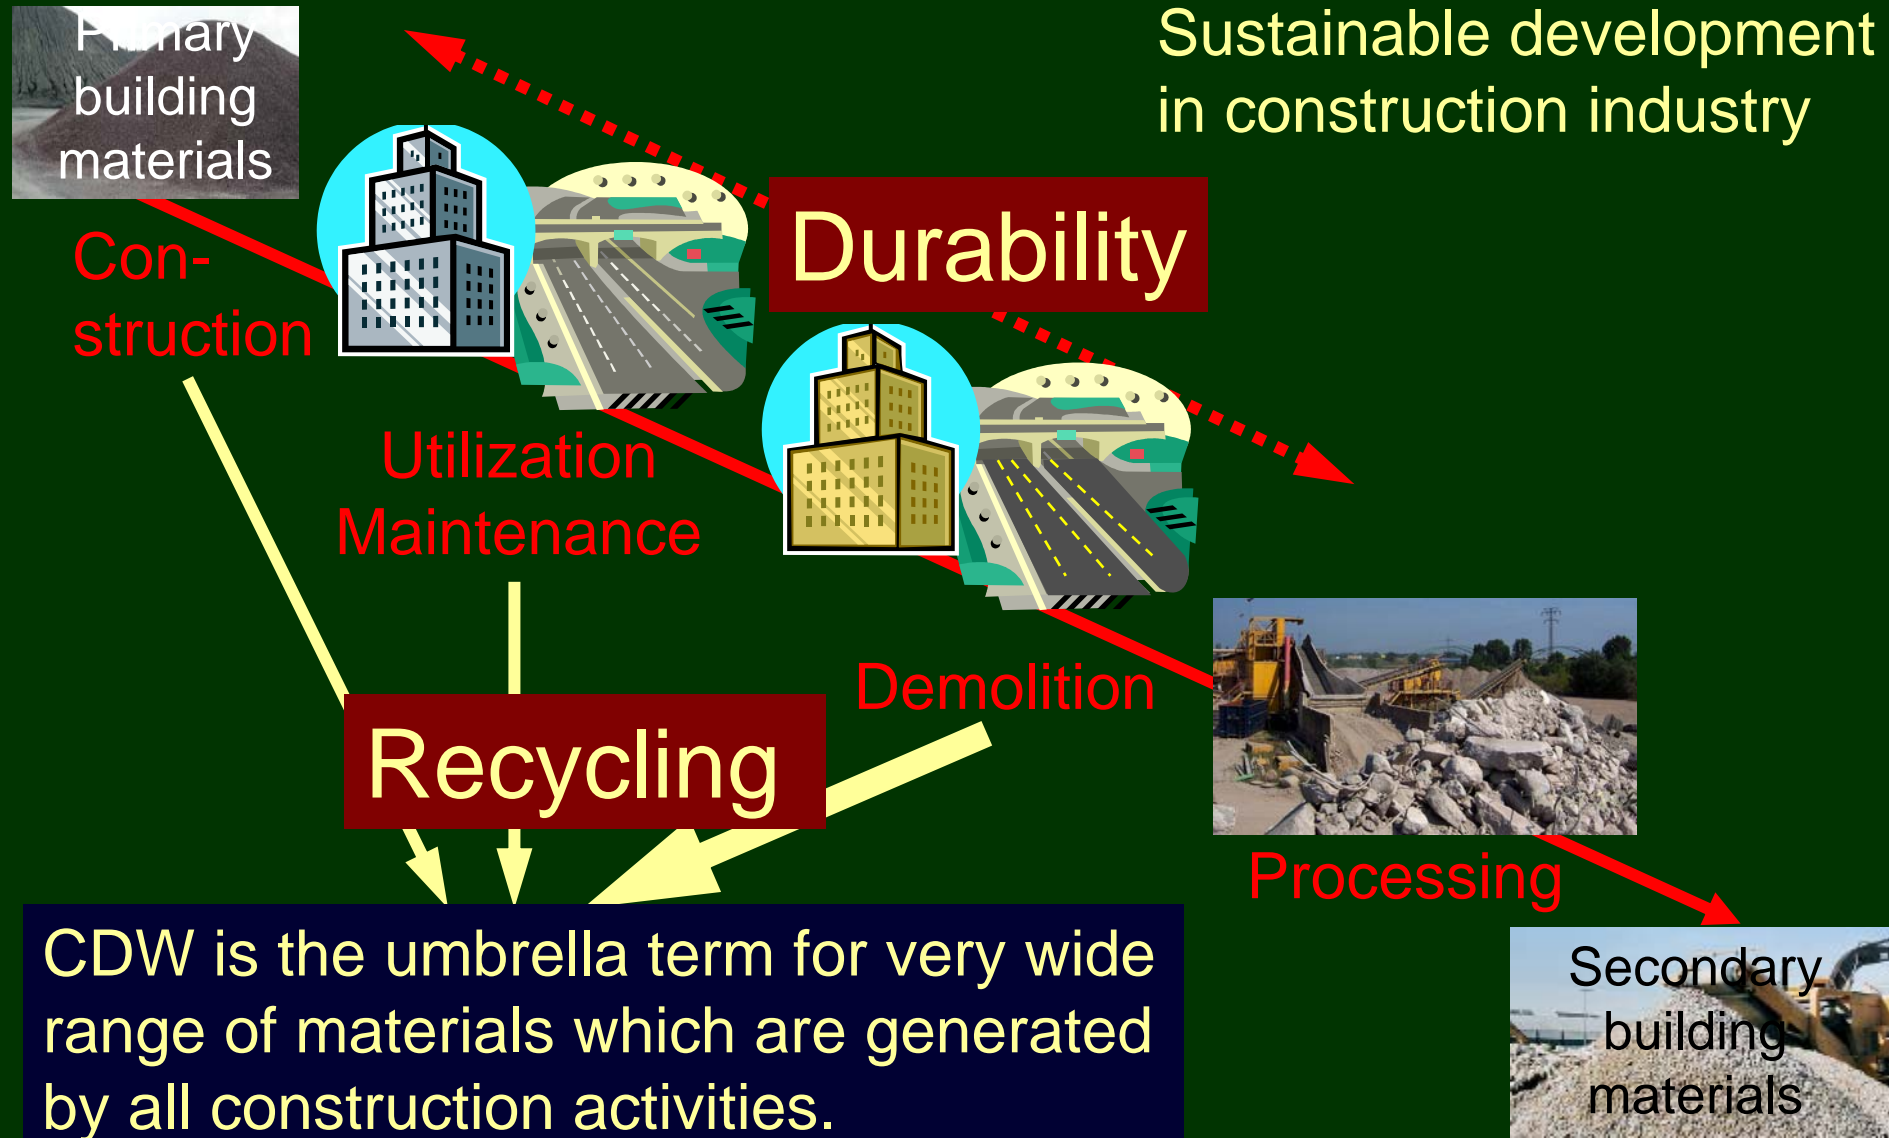 Primary
building
materials
Sustainable development
in construction industry
Con-
struction
Durability
Utilization
Maintenance
Demolition
Recycling
Processing
CDW is the umbrella term for very wide
range of materials which are generated
by all construction activities.
Secondary
building
materials